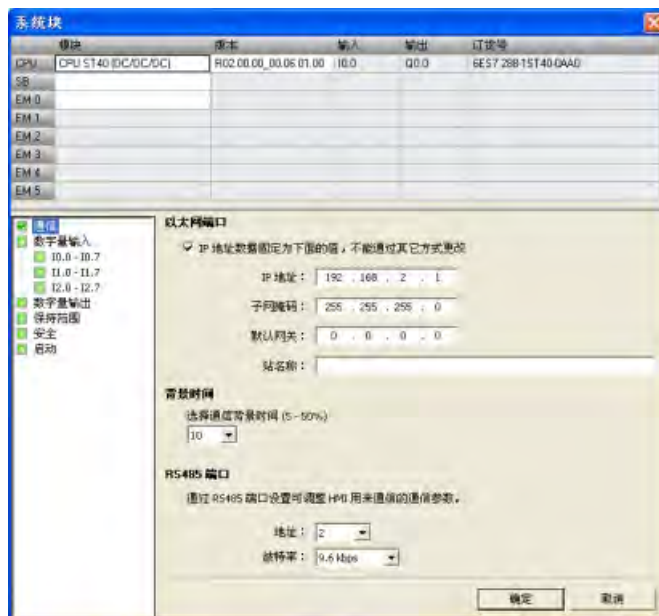 系统块
模块 版本 输入 输出 订货号
CPU CPU ST40 (DC/DC/DC) R02.00.00_00.06.01.00 I0.0 Q0.0 6ES7 288-1ST40-0AA0
SB
EM 0
EM 1
EM 2
EM 3
EM 4
EM 5
通信
数字量输入
I0.0 - I0.7
I1.0 - I1.7
I2.0 - I2.7
数字量输出
保持范围
安全
启动
以太网端口
IP 地址数据固定为下面的值，不能通过其它方式更改
IP 地址： 192 . 168 . 2 . 1
子网掩码： 255 . 255 . 255 . 0
默认网关： 0 . 0 . 0 . 0
站名称：
背景时间
选择通信背景时间 (5 - 50%)
10
RS485 端口
通过 RS485 端口设置可调整 HMI 用来通信的通信参数。
地址： 2
波特率： 9.6 kbps
确定 取消